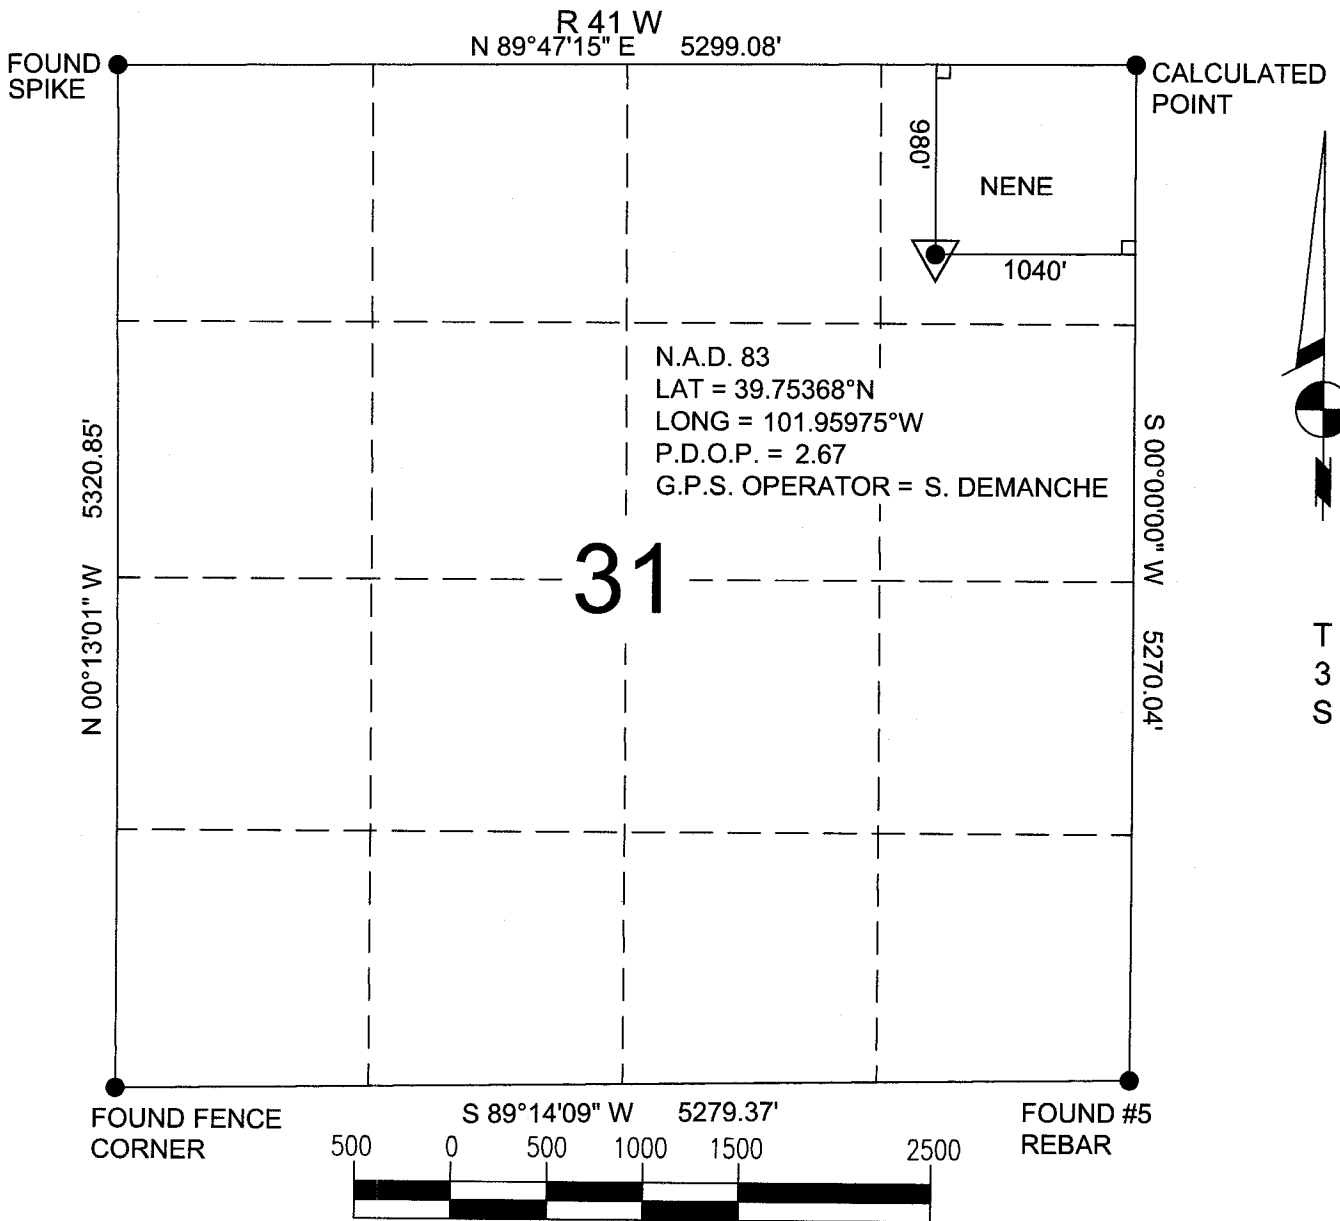 R 41 W
N 89°47'15" E 5299.08'
FOUND
SPIKE
CALCULATED
POINT
980'
NENE
1040'
N.A.D. 83
LAT = 39.75368°N
LONG = 101.95975°W
P.D.O.P. = 2.67
G.P.S. OPERATOR = S. DEMANCHE
N 00°13'01" W 5320.85'
S 00°00'00" W 5270.04'
31
T
3
S
N
FOUND FENCE
CORNER
S 89°14'09" W 5279.37'
FOUND #5
REBAR
500 0 500 1000 1500 2500